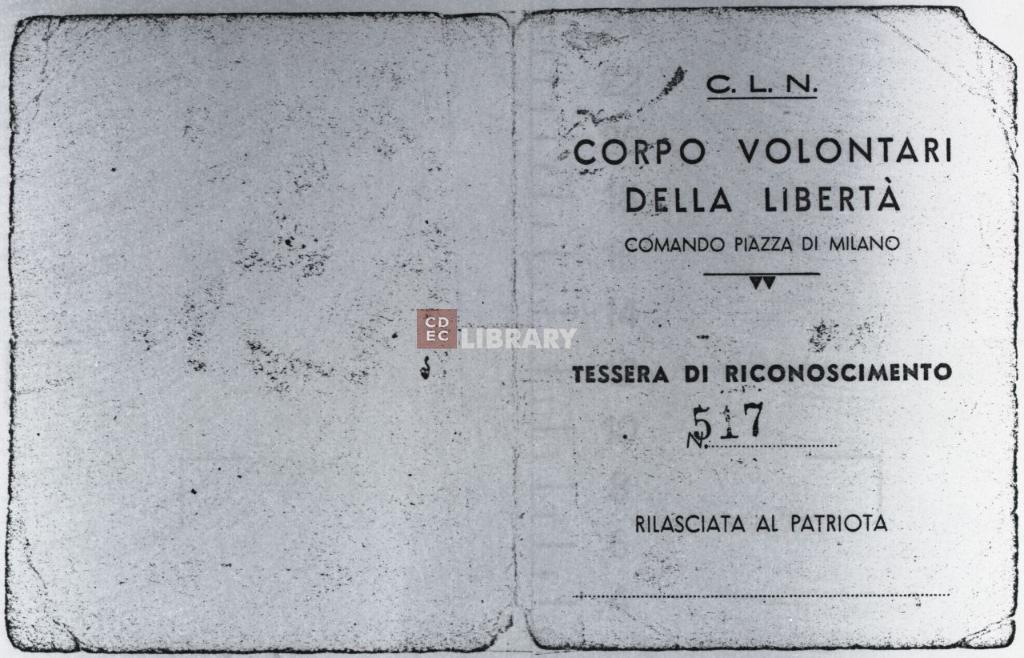 C. L. N.
CORPO VOLONTARI
DELLA LIBERTÀ
COMANDO PIAZZA DI MILANO
CD
EC LIBRARY
TESSERA DI RICONOSCIMENTO
N. 517
RILASCIATA AL PATRIOTA